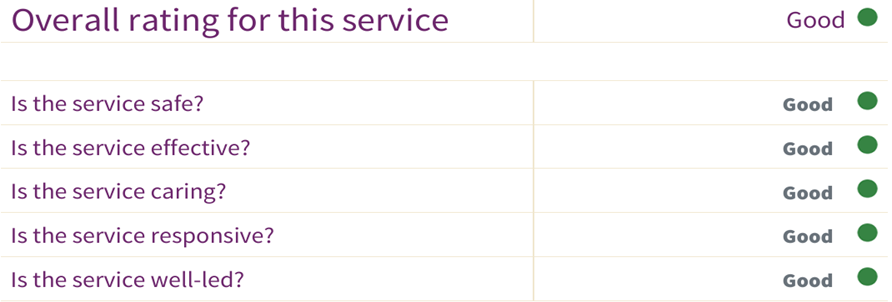 Overall rating for this service Good
Is the service safe? Good
Is the service effective? Good
Is the service caring? Good
Is the service responsive? Good
Is the service well-led? Good